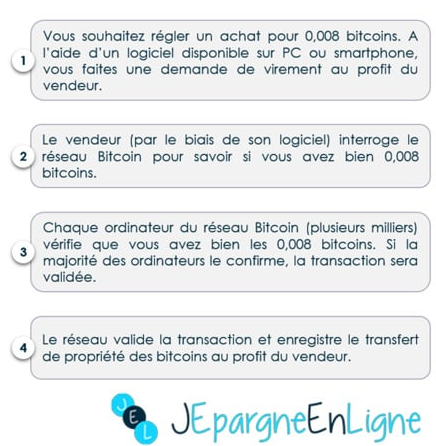 1
Vous souhaitez régler un achat pour 0,008 bitcoins. A
l'aide d'un logiciel disponible sur PC ou smartphone,
vous faites une demande de virement au profit du
vendeur.
2
Le vendeur (par le biais de son logiciel) interroge le
réseau Bitcoin pour savoir si vous avez bien 0,008
bitcoins.
3
Chaque ordinateur du réseau Bitcoin (plusieurs milliers)
vérifie que vous avez bien les 0,008 bitcoins. Si la
majorité des ordinateurs le confirme, la transaction sera
validée.
4
Le réseau valide la transaction et enregistre le transfert
de propriété des bitcoins au profit du vendeur.
J E L JEpargneEnLigne